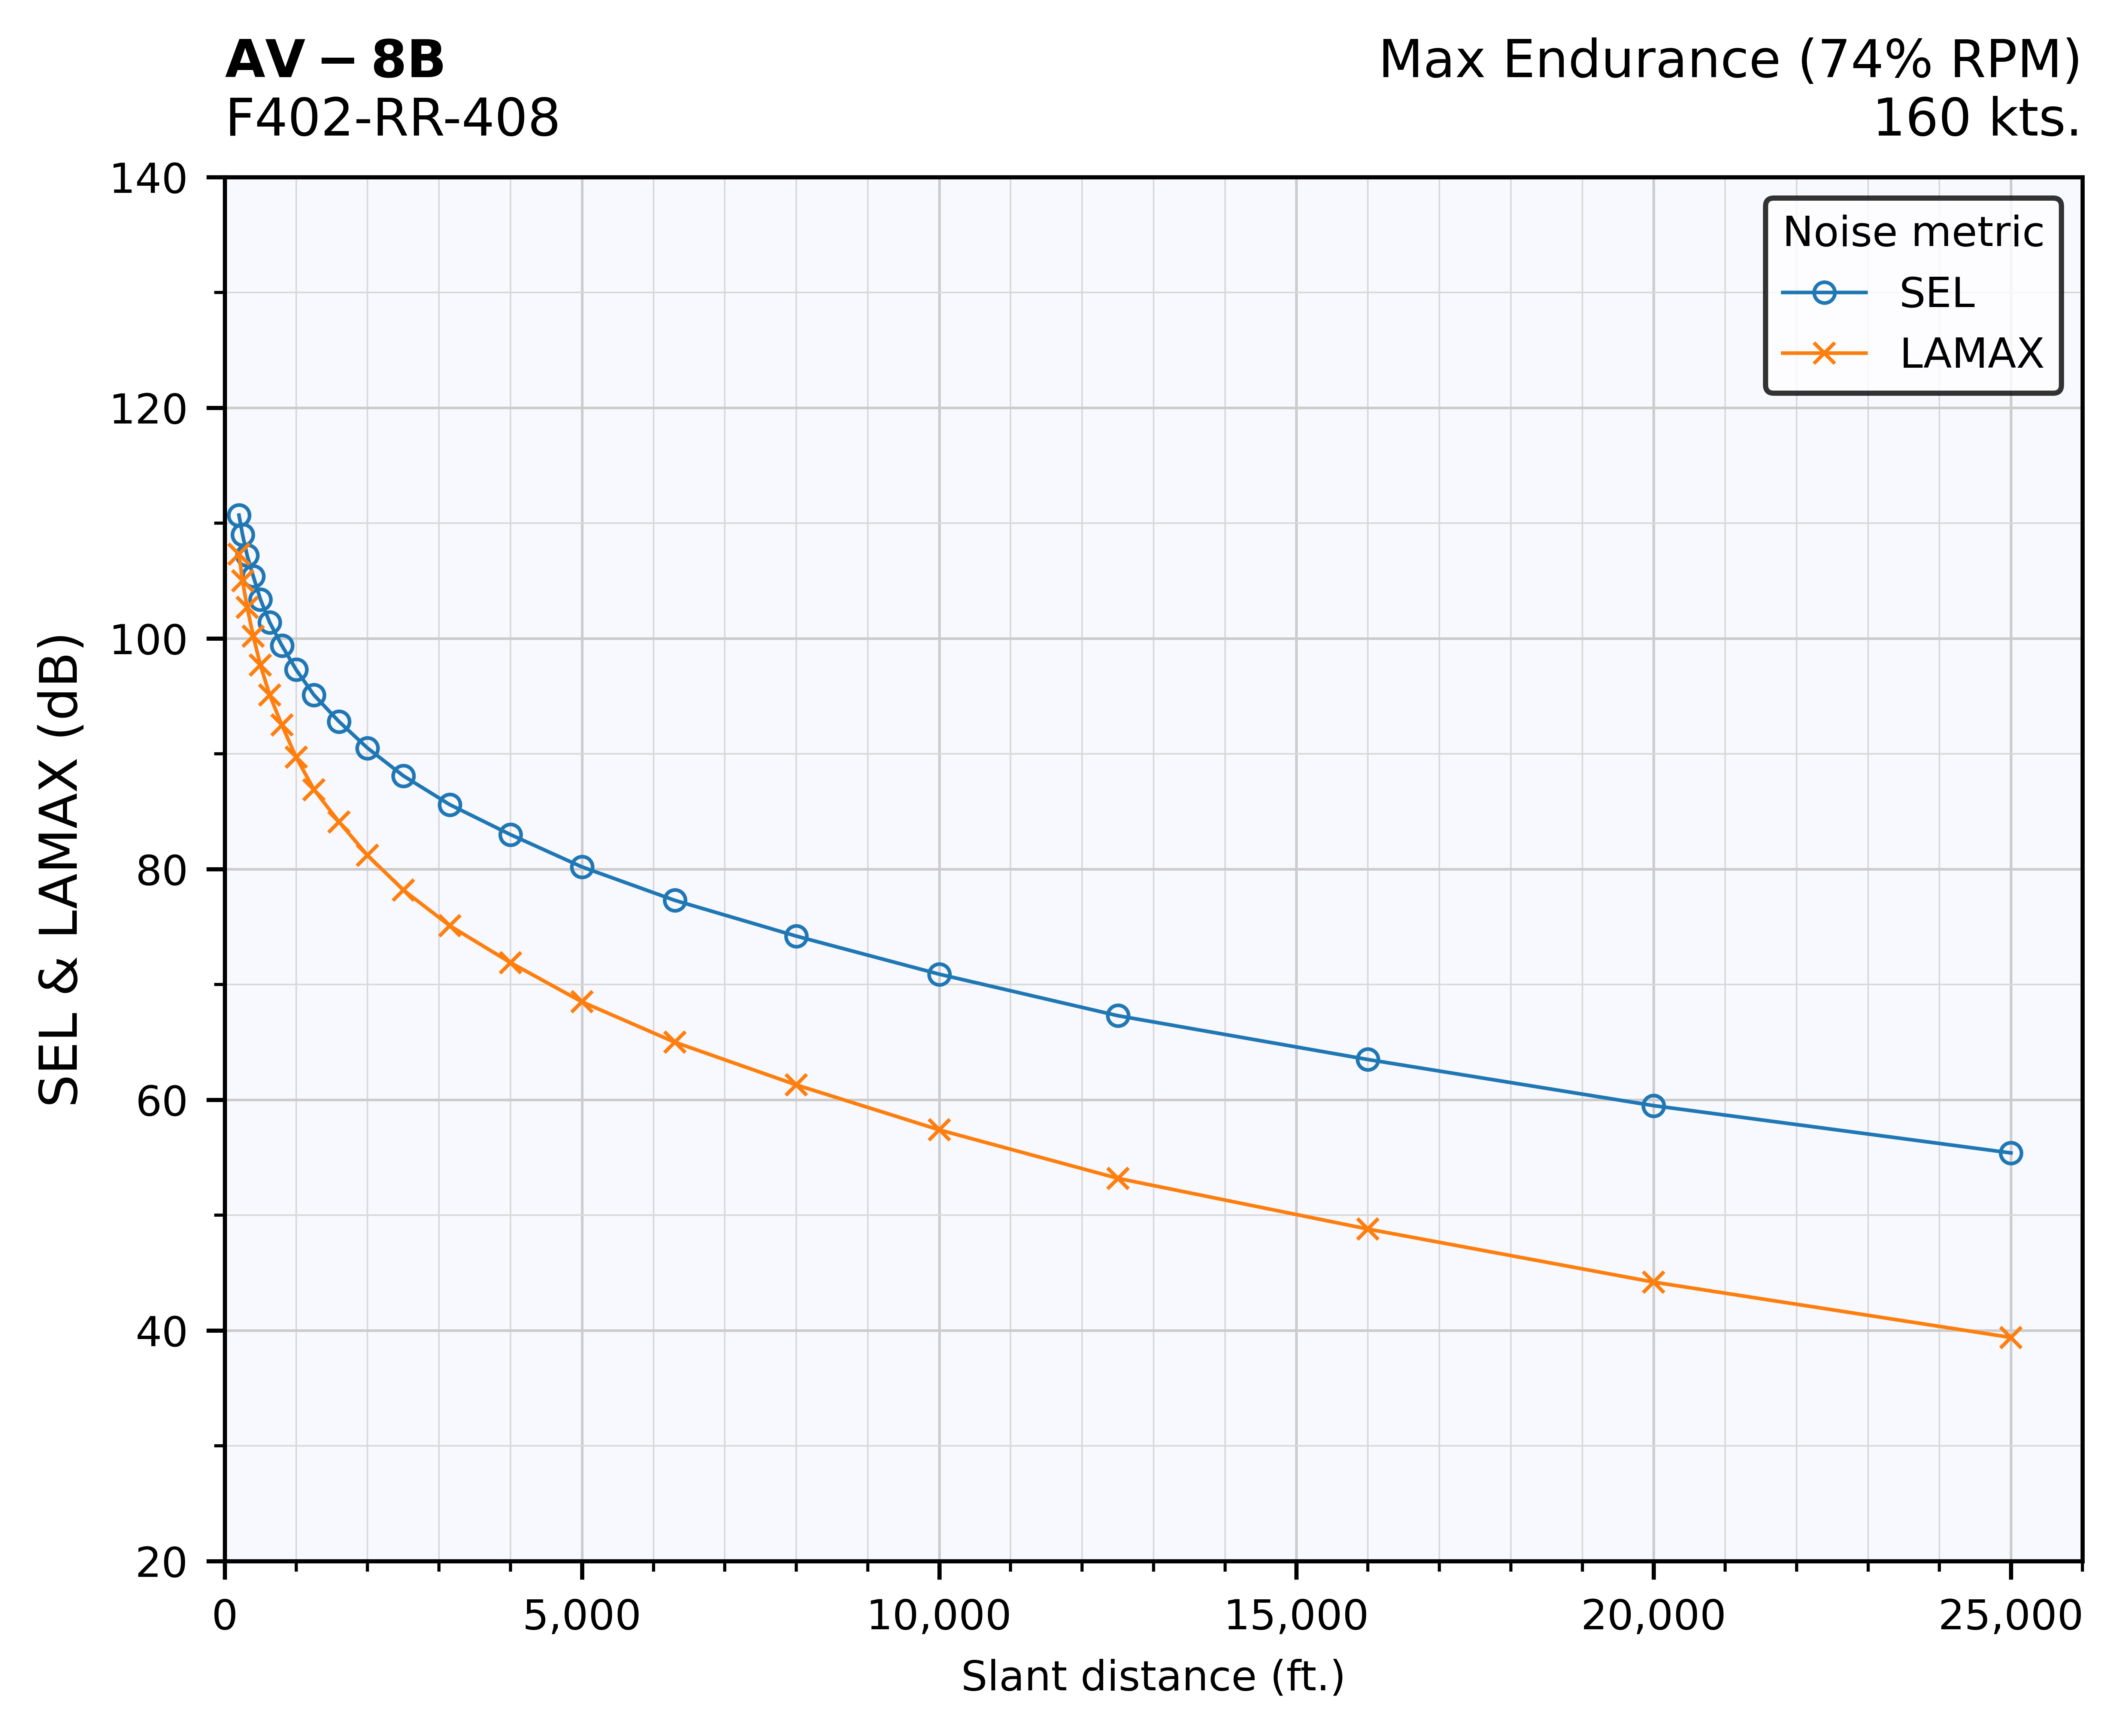 AV – 8B
F402-RR-408
Max Endurance (74% RPM)
160 kts.
140
120
100
80
60
40
20
SEL & LAMAX (dB)
Noise metric
SEL
LAMAX
0
5,000
10,000
15,000
20,000
25,000
Slant distance (ft.)